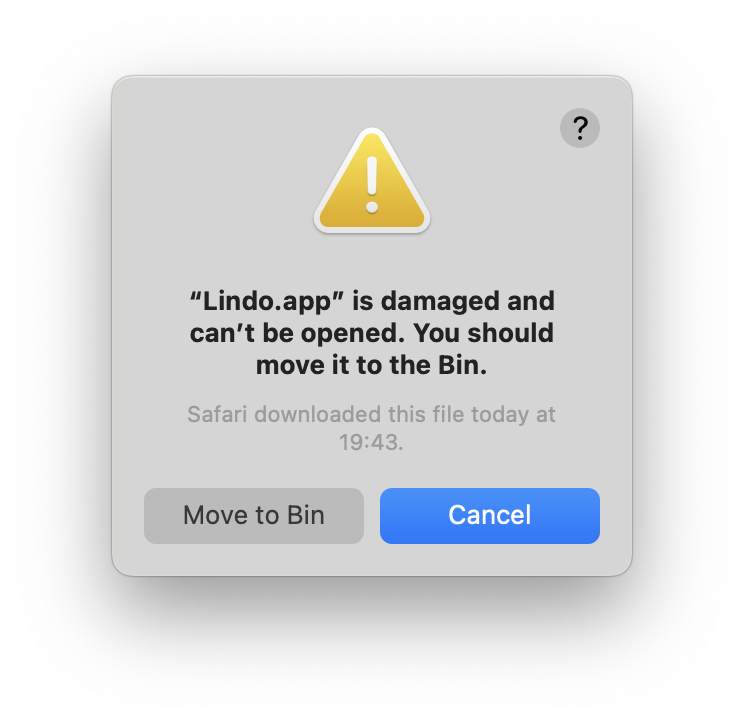 ?
“Lindo.app” is damaged and
can’t be opened. You should
move it to the Bin.
Safari downloaded this file today at
19:43.
Move to Bin
Cancel